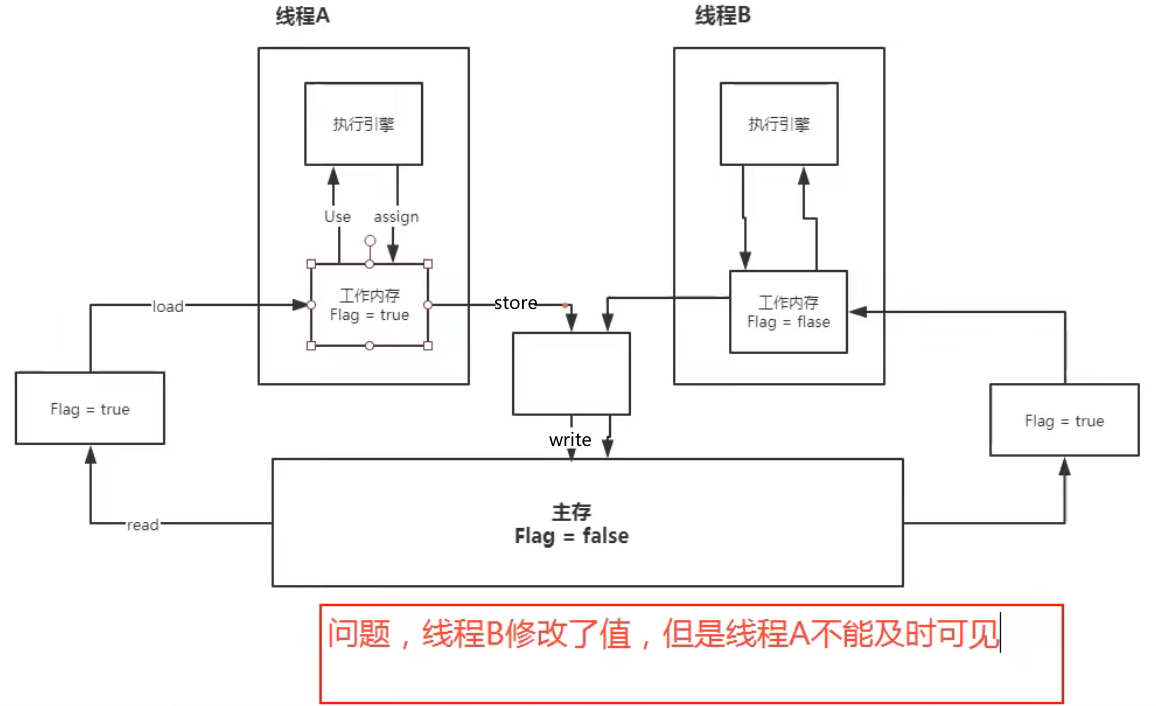 线程A
线程B
执行引擎
执行引擎
Use
assign
工作内存
Flag = true
工作内存
Flag = flase
load
store
Flag = true
Flag = true
write
read
主存
Flag = false
问题，线程B修改了值，但是线程A不能及时可见